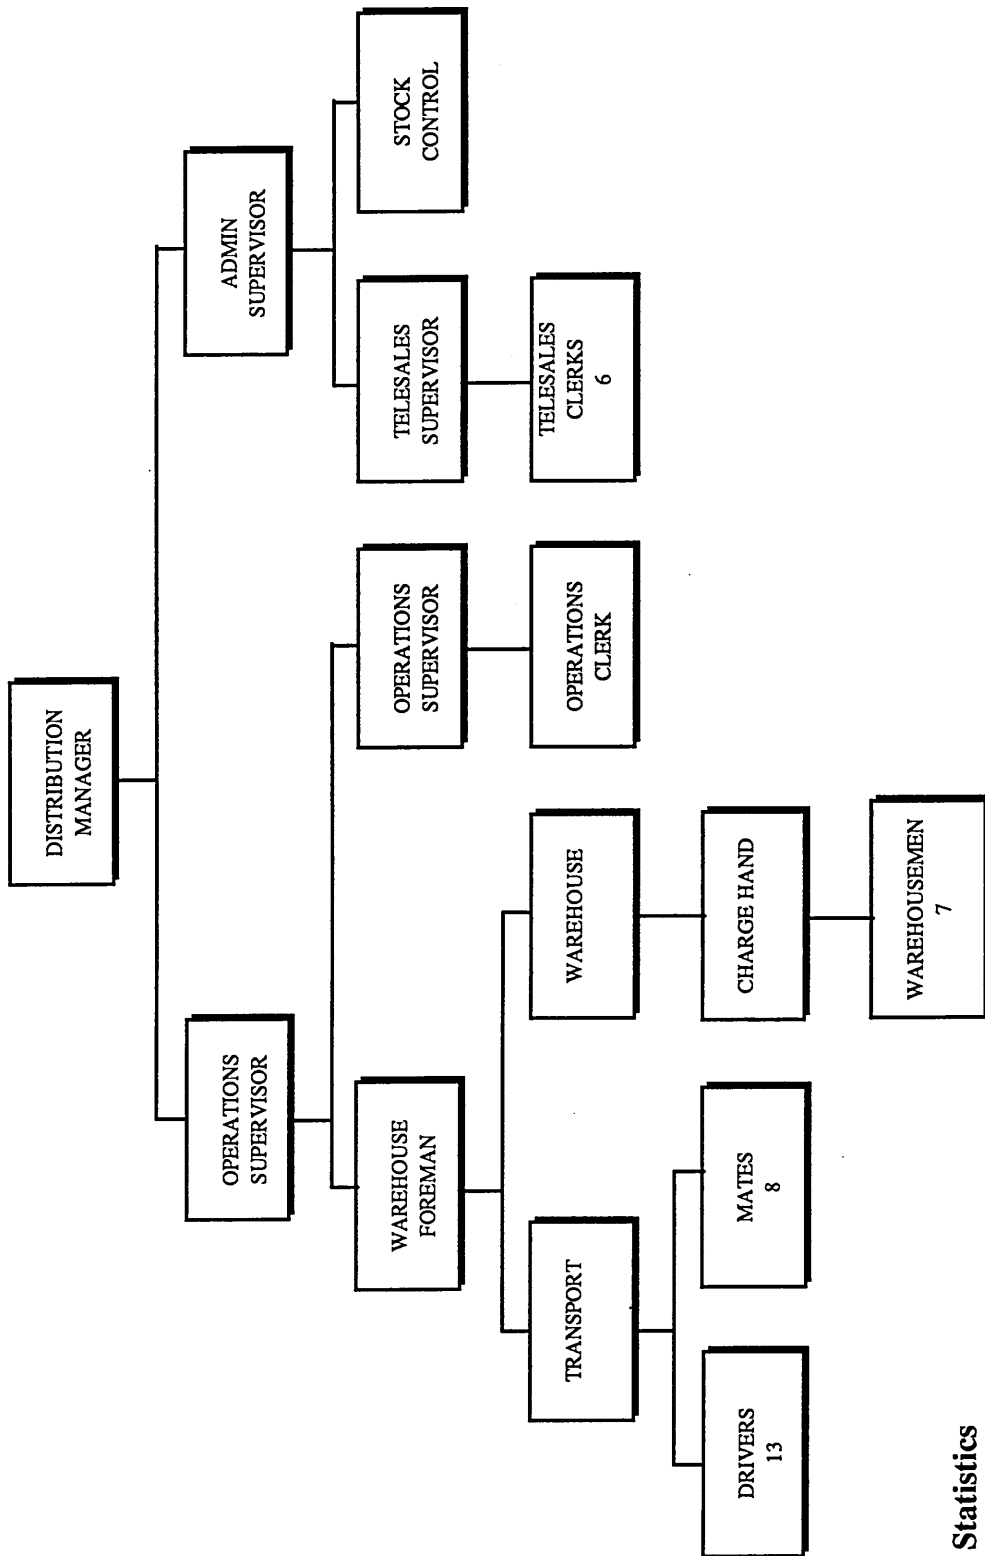 DISTRIBUTION
MANAGER
OPERATIONS
SUPERVISOR
ADMIN
SUPERVISOR
WAREHOUSE
FOREMAN
OPERATIONS
SUPERVISOR
TELESALES
SUPERVISOR
STOCK
CONTROL
TRANSPORT
WAREHOUSE
OPERATIONS
CLERK
TELESALES
CLERKS
6
DRIVERS
13
MATES
8
CHARGE HAND
WAREHOUSEMEN
7
Statistics